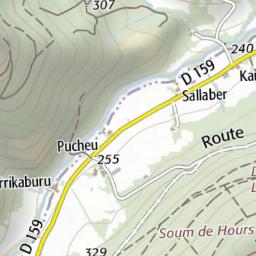 307
240
D 159
Kai
Sallaber
Route
Pucheu
255
rrikaburu
D 159
Soum de Hours
329